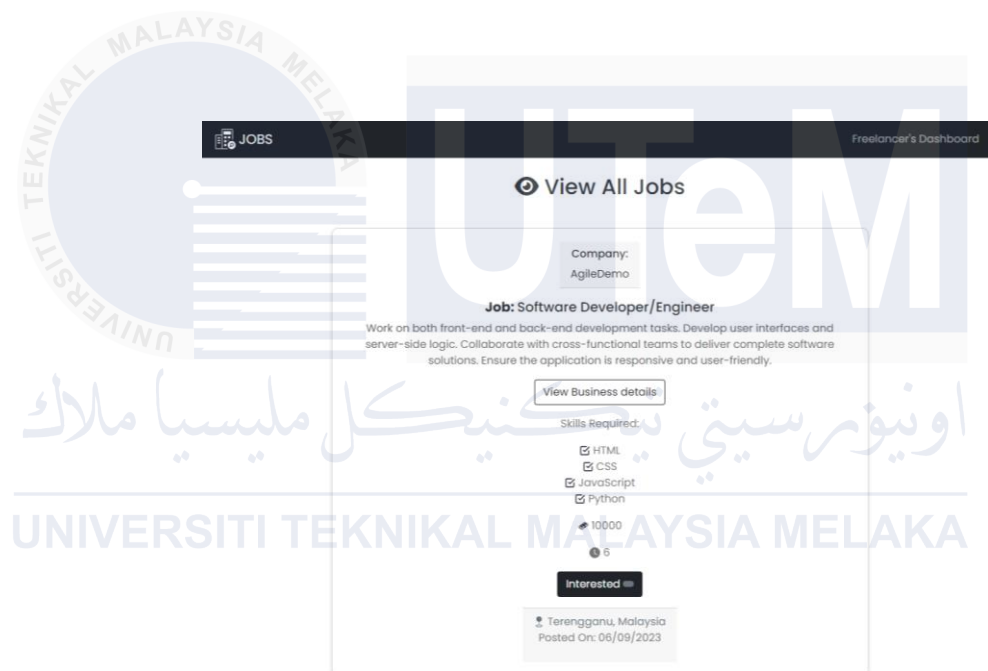 UNIVERSITI TEKNIKAL MALAYSIA MELAKA
UTeM
JOBS
Freelancer's Dashboard
View All Jobs
Company:
AgileDemo
Job: Software Developer/Engineer
Work on both front-end and back-end development tasks. Develop user interfaces and
server-side logic. Collaborate with cross-functional teams to deliver complete software
solutions. Ensure the application is responsive and user-friendly.
View Business details
Skills Required:
HTML
CSS
JavaScript
Python
10000
6
Interested
Terengganu, Malaysia
Posted On: 06/09/2023
اونيۏرسيتي تيكنيكل مليسيا ملاك
UNIVERSITI TEKNIKAL MALAYSIA MELAKA